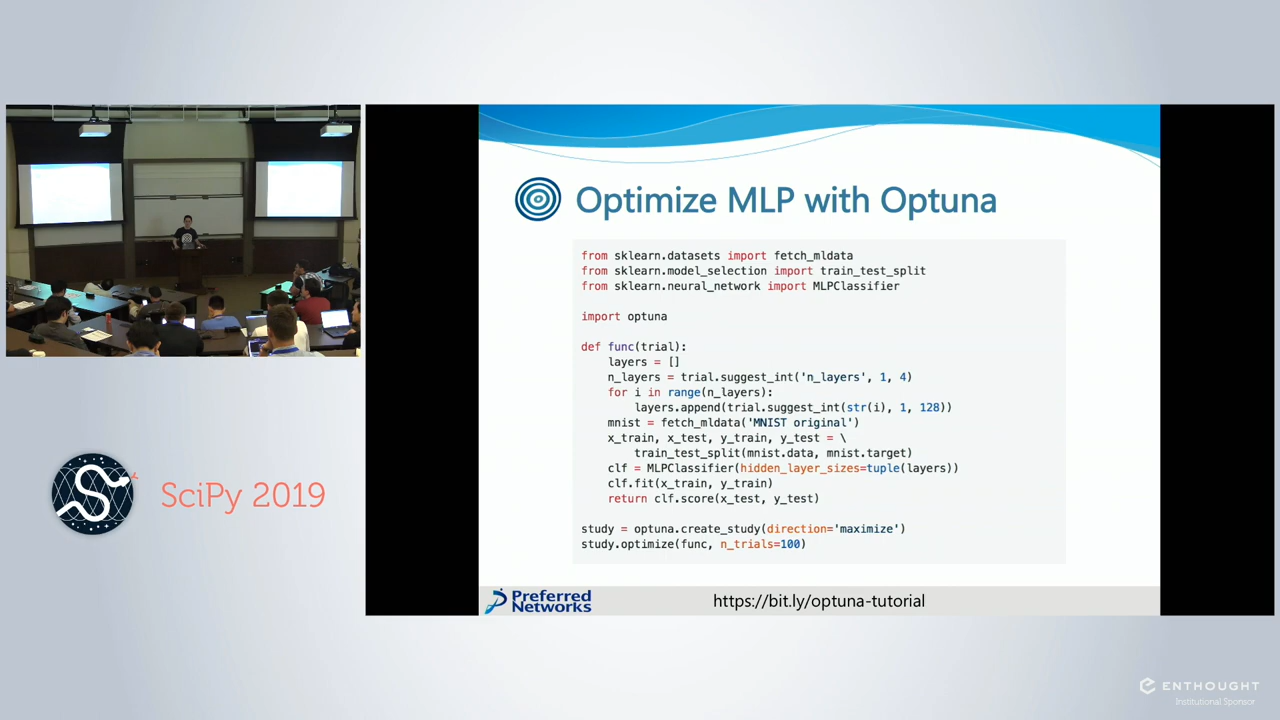 Optimize MLP with Optuna
from sklearn.datasets import fetch_mldata
from sklearn.model_selection import train_test_split
from sklearn.neural_network import MLPClassifier
import optuna
def func(trial):
    layers = []
    n_layers = trial.suggest_int('n_layers', 1, 4)
    for i in range(n_layers):
        layers.append(trial.suggest_int(str(i), 1, 128))
    mnist = fetch_mldata('MNIST original')
    x_train, x_test, y_train, y_test = \
        train_test_split(mnist.data, mnist.target)
    clf = MLPClassifier(hidden_layer_sizes=tuple(layers))
    clf.fit(x_train, y_train)
    return clf.score(x_test, y_test)
study = optuna.create_study(direction='maximize')
study.optimize(func, n_trials=100)
Preferred
Networks
https://bit.ly/optuna-tutorial
SciPy 2019
ENTHOUGHT
Institutional Sponsor